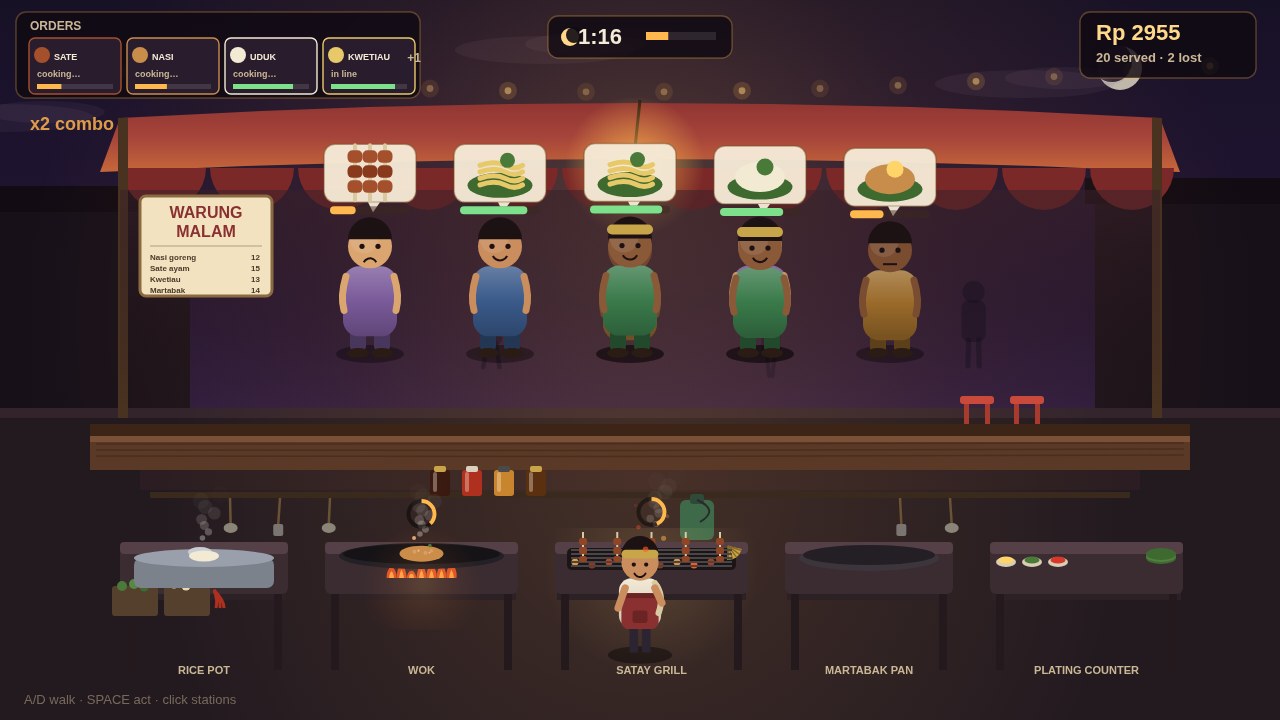 ORDERS
SATE
cooking…
NASI
cooking…
UDUK
cooking…
KWETIAU
in line
+1
1:16
Rp 2955
20 served · 2 lost
x2 combo
WARUNG
MALAM
Nasi goreng 12
Sate ayam 15
Kwetiau 13
Martabak 14
RICE POT
WOK
SATAY GRILL
MARTABAK PAN
PLATING COUNTER
A/D walk · SPACE act · click stations